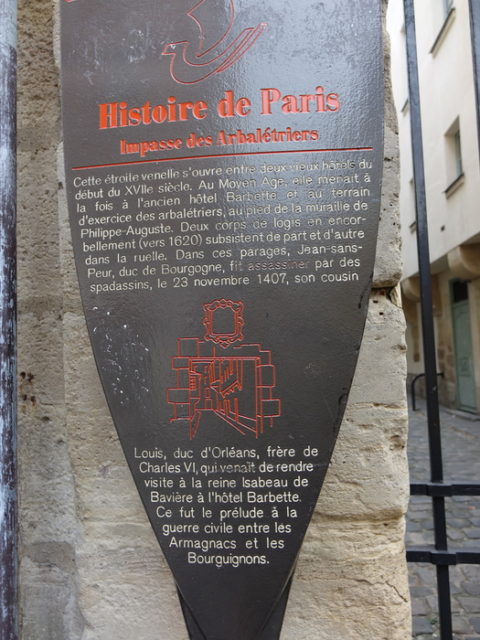 Histoire de Paris
Impasse des Arbalétriers
Cette étroite venelle s'ouvre entre deux vieux hôtels du
début du XVIIe siècle. Au Moyen Age, elle menait à
la fois à l'ancien hôtel Barbette et au terrain
d'exercice des arbalétriers, au pied de la muraille de
Philippe-Auguste. Deux corps de logis en encor-
bellement (vers 1620) subsistent de part et d'autre
dans la ruelle. Dans ces parages, Jean-sans-
Peur, duc de Bourgogne, fit assassiner par des
spadassins, le 23 novembre 1407, son cousin
Louis, duc d'Orléans, frère de
Charles VI, qui venait de rendre
visite à la reine Isabeau de
Bavière à l'hôtel Barbette.
Ce fut le prélude à la
guerre civile entre les
Armagnacs et les
Bourguignons.